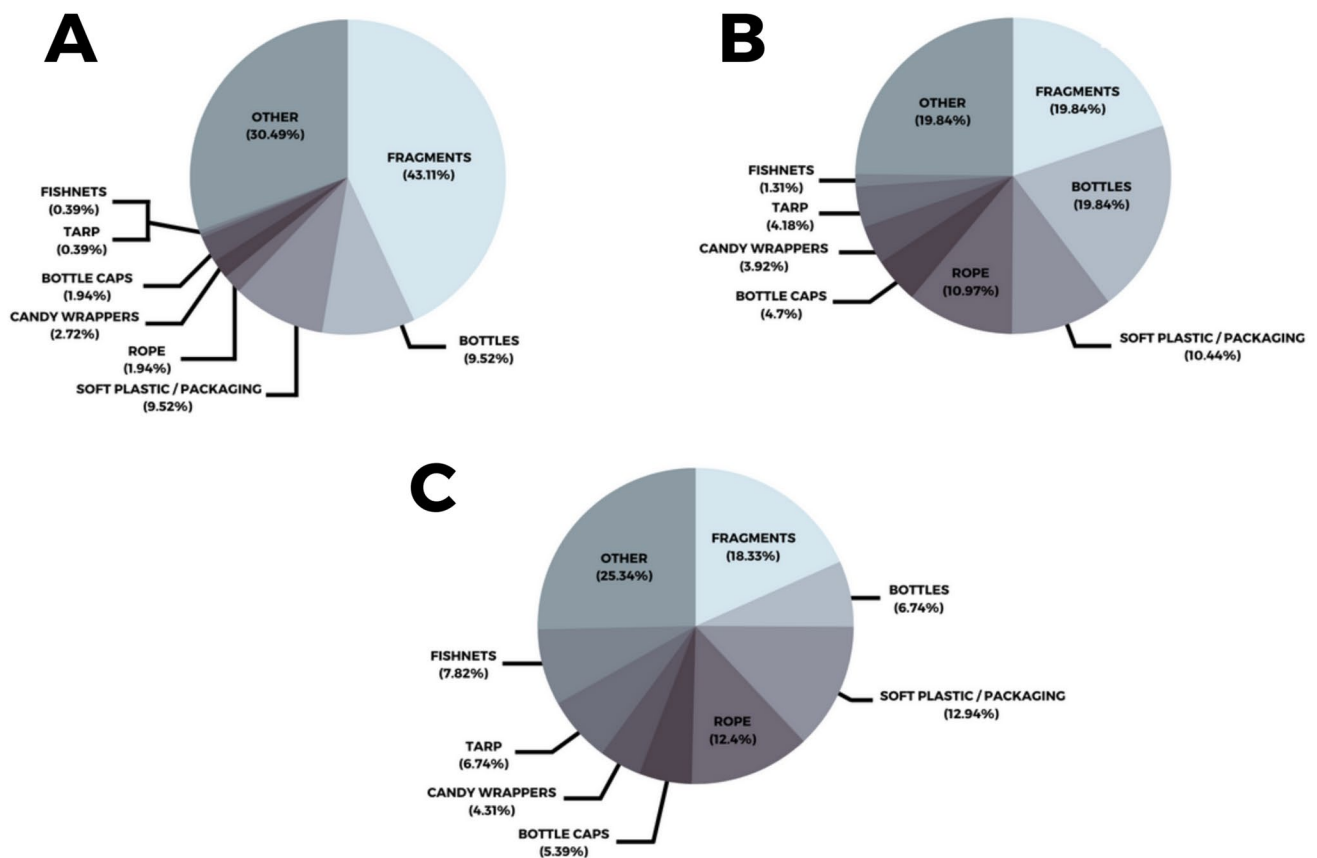 A
OTHER
(30.49%)
FRAGMENTS
(43.11%)
FISHNETS
(0.39%)
TARP
(0.39%)
BOTTLE CAPS
(1.94%)
CANDY WRAPPERS
(2.72%)
ROPE
(1.94%)
SOFT PLASTIC / PACKAGING
(9.52%)
BOTTLES
(9.52%)
B
OTHER
(19.84%)
FRAGMENTS
(19.84%)
FISHNETS
(1.31%)
TARP
(4.18%)
CANDY WRAPPERS
(3.92%)
BOTTLE CAPS
(4.7%)
ROPE
(10.97%)
BOTTLES
(19.84%)
SOFT PLASTIC / PACKAGING
(10.44%)
C
OTHER
(25.34%)
FRAGMENTS
(18.33%)
BOTTLES
(6.74%)
FISHNETS
(7.82%)
SOFT PLASTIC / PACKAGING
(12.94%)
ROPE
(12.4%)
TARP
(6.74%)
CANDY WRAPPERS
(4.31%)
BOTTLE CAPS
(5.39%)